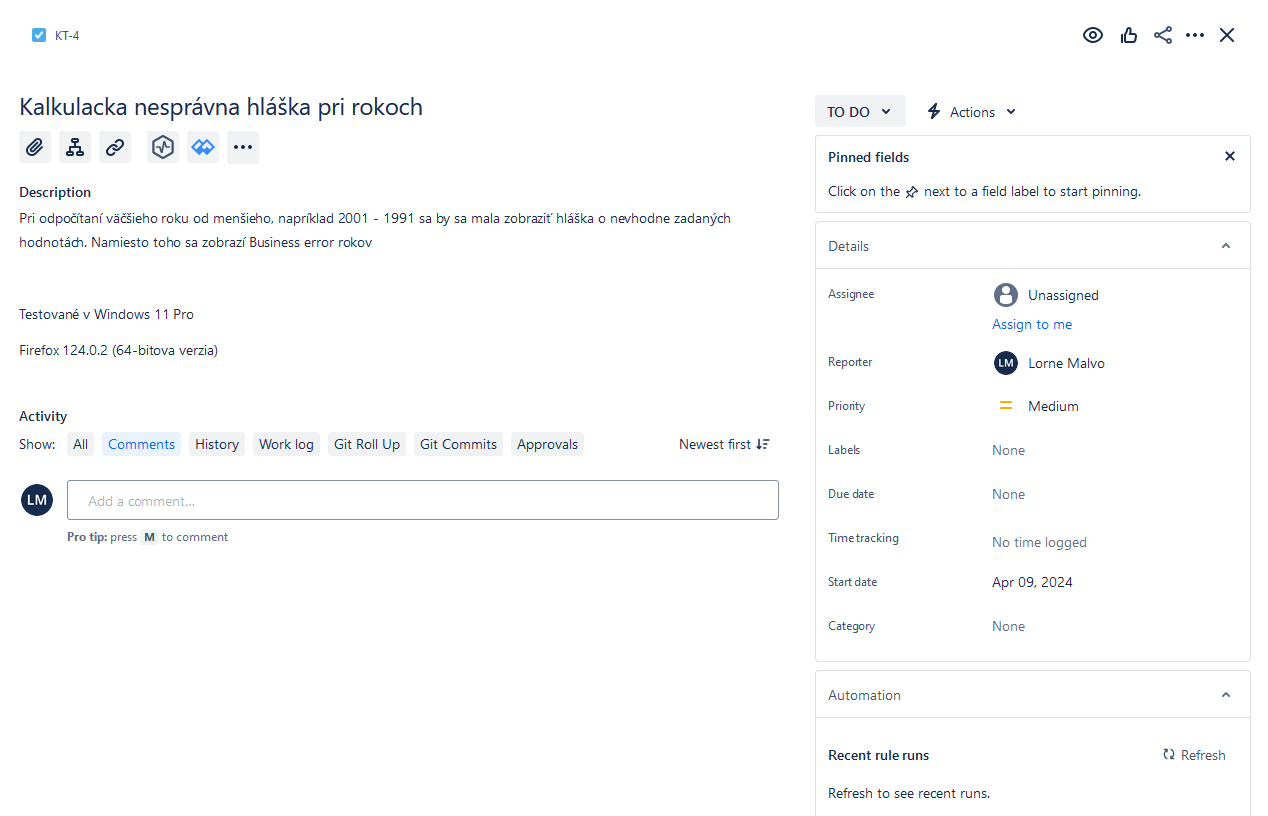 KT-4
Kalkulacka nesprávna hláška pri rokoch
Description
Pri odpočítaní väčšieho roku od menšieho, napríklad 2001 - 1991 sa by sa mala zobraziť hláška o nevhodne zadaných
hodnotách. Namiesto toho sa zobrazí Business error rokov
Testované v Windows 11 Pro
Firefox 124.0.2 (64-bitova verzia)
Activity
Show: All Comments History Work log Git Roll Up Git Commits Approvals Newest first
LM Add a comment...
Pro tip: press M to comment
TO DO Actions
Pinned fields
Click on the next to a field label to start pinning.
Details
Assignee Unassigned
Assign to me
Reporter LM Lorne Malvo
Priority Medium
Labels None
Due date None
Time tracking No time logged
Start date Apr 09, 2024
Category None
Automation
Recent rule runs Refresh
Refresh to see recent runs.